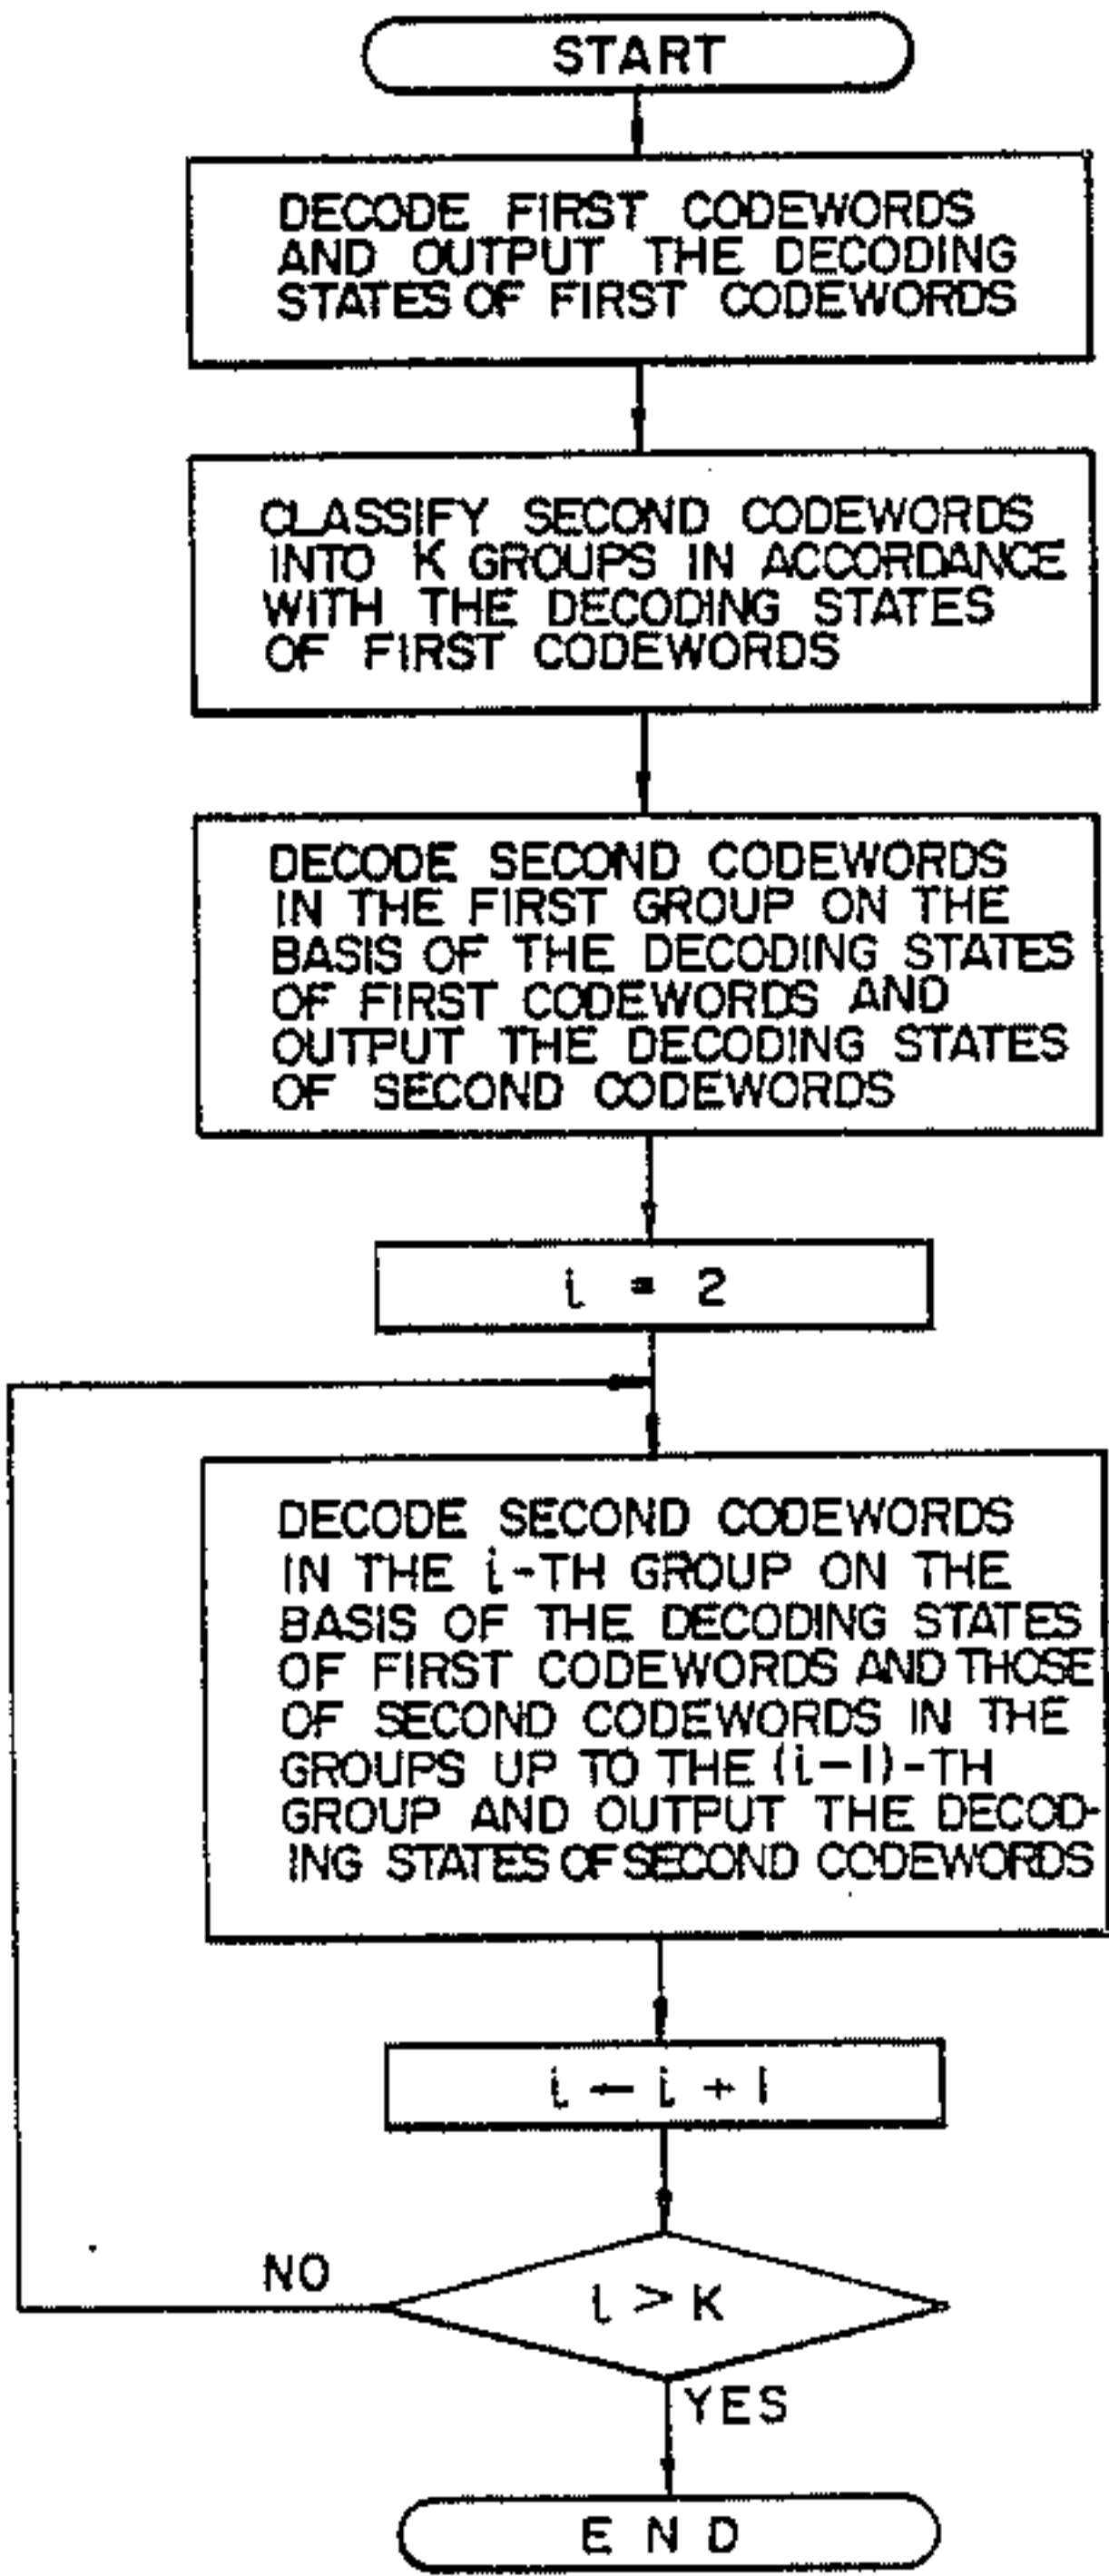 START
DECODE FIRST CODEWORDS
AND OUTPUT THE DECODING
STATES OF FIRST CODEWORDS
CLASSIFY SECOND CODEWORDS
INTO K GROUPS IN ACCORDANCE
WITH THE DECODING STATES
OF FIRST CODEWORDS
DECODE SECOND CODEWORDS
IN THE FIRST GROUP ON THE
BASIS OF THE DECODING STATES
OF FIRST CODEWORDS AND
OUTPUT THE DECODING STATES
OF SECOND CODEWORDS
i = 2
DECODE SECOND CODEWORDS
IN THE i-TH GROUP ON THE
BASIS OF THE DECODING STATES
OF FIRST CODEWORDS AND THOSE
OF SECOND CODEWORDS IN THE
GROUPS UP TO THE (i-1)-TH
GROUP AND OUTPUT THE DECOD-
ING STATES OF SECOND CODEWORDS
i ← i + 1
NO
i > K
YES
END